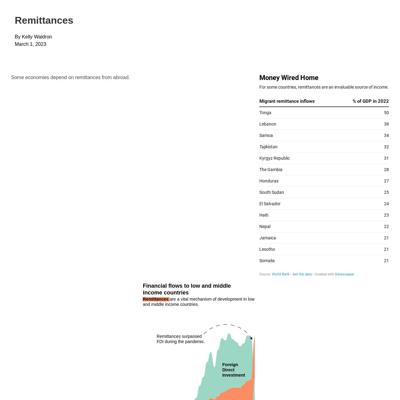 Remittances
By Kelly Waldron
March 1, 2023
Some economies depend on remittances from abroad.
Money Wired Home
For some countries, remittances are an invaluable source of income.
Migrant remittance inflows % of GDP in 2022
Tonga 50
Lebanon 38
Samoa 34
Tajikistan 32
Kyrgyz Republic 31
The Gambia 28
Honduras 27
South Sudan 25
El Salvador 24
Haiti 23
Nepal 22
Jamaica 21
Lesotho 21
Somalia 21
Source: World Bank · Get the data · Created with Datawrapper
Financial flows to low and middle
income countries
Remittances are a vital mechanism of development in low
and middle income countries.
Remittances surpassed
FDI during the pandemic.
Foreign
Direct
Investment